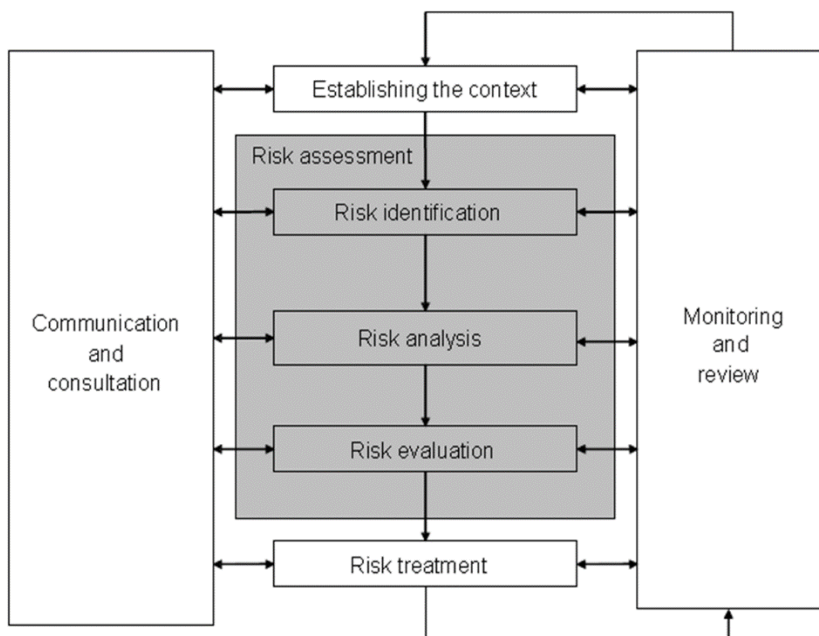 Establishing the context
Risk assessment
Risk identification
Risk analysis
Risk evaluation
Risk treatment
Communication
and
consultation
Monitoring
and
review